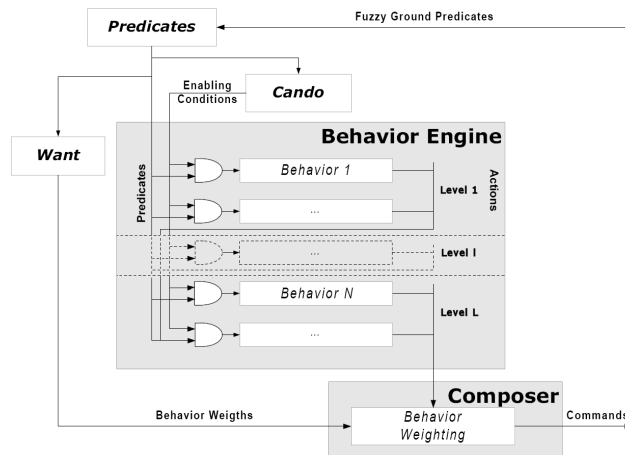 Fuzzy Ground Predicates
Predicates
Enabling
Conditions
Cando
Want
Behavior Engine
Predicates
Behavior 1
...
Level 1
Actions
...
Level l
Behavior N
...
Level L
Composer
Behavior Weigths
Behavior
Weighting
Commands